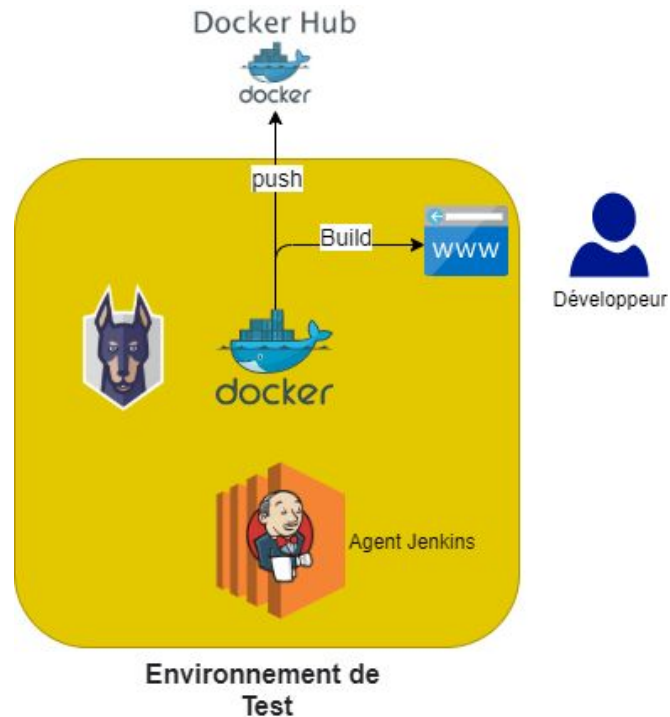 Docker Hub
docker
push
Build
www
Développeur
docker
Agent Jenkins
Environnement de
Test